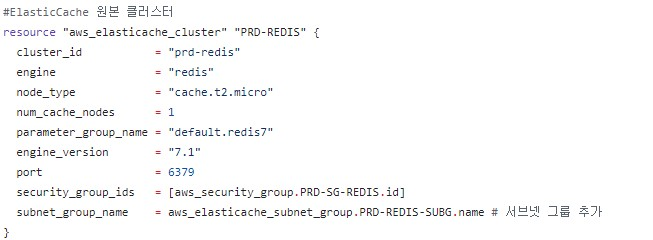 #ElasticCache 원본 클러스터
resource "aws_elasticache_cluster" "PRD-REDIS" {
  cluster_id           = "prd-redis"
  engine               = "redis"
  node_type            = "cache.t2.micro"
  num_cache_nodes      = 1
  parameter_group_name = "default.redis7"
  engine_version       = "7.1"
  port                 = 6379
  security_group_ids   = [aws_security_group.PRD-SG-REDIS.id]
  subnet_group_name    = aws_elasticache_subnet_group.PRD-REDIS-SUBG.name # 서브넷 그룹 추가
}